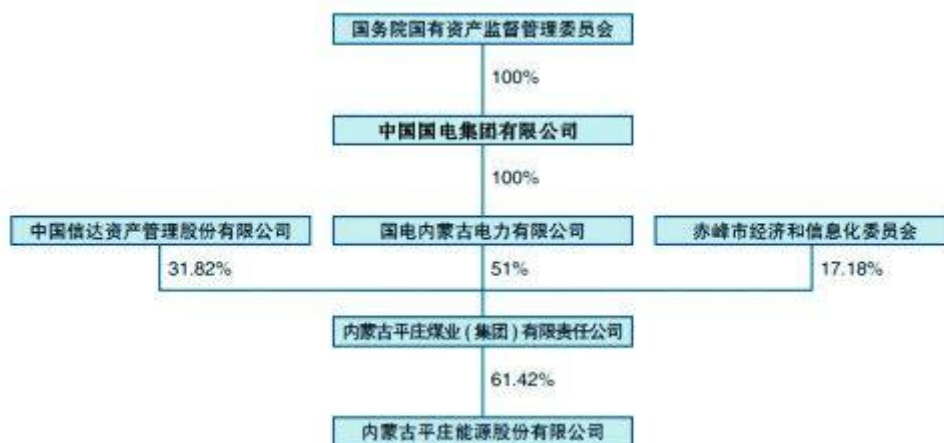 国务院国有资产监督管理委员会
100%
中国国电集团有限公司
100%
中国信达资产管理股份有限公司
国电内蒙古电力有限公司
赤峰市经济和信息化委员会
31.82%
51%
17.18%
内蒙古平庄煤业(集团)有限责任公司
61.42%
内蒙古平庄能源股份有限公司